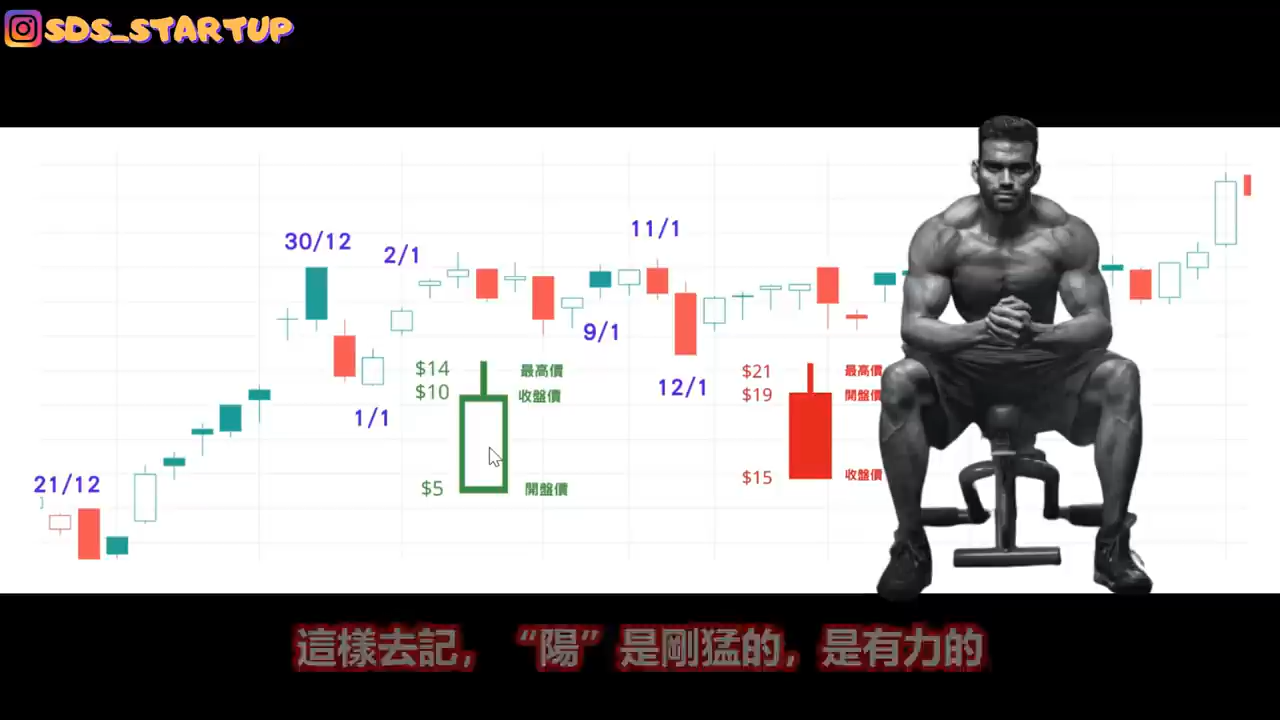 SDS_STARTUP
30/12
2/1
11/1
9/1
12/1
1/1
21/12
$14 最高價
$10 收盤價
$5 開盤價
$21 最高價
$19 開盤價
$15 收盤價
這樣去記，“陽”是剛猛的，是有力的